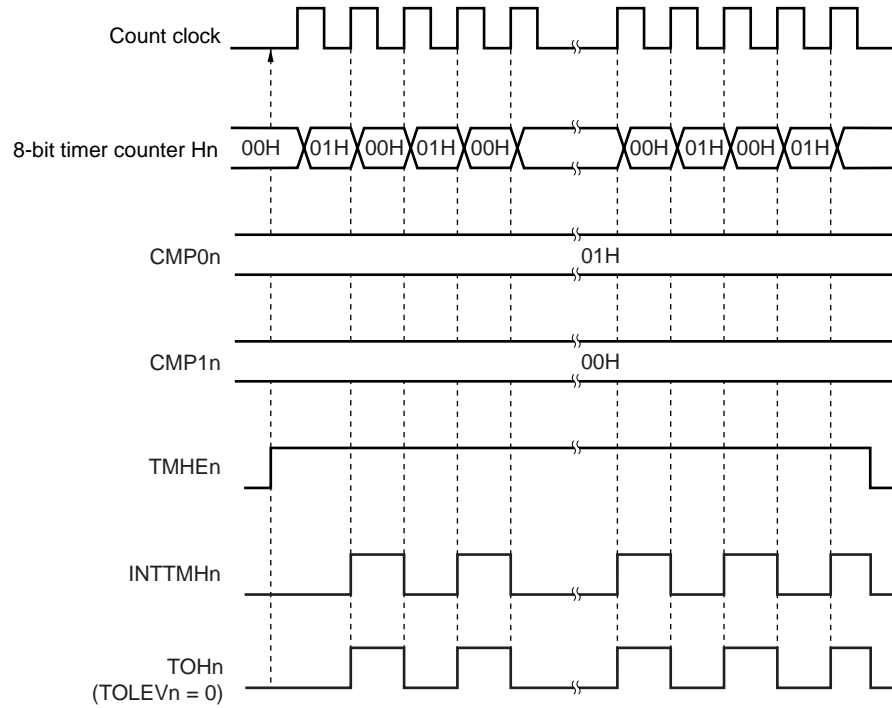 Count clock
8-bit timer counter Hn 00H 01H 00H 01H 00H 00H 01H 00H 01H
CMP0n 01H
CMP1n 00H
TMHEn
INTTMHn
TOHn
(TOLEVn = 0)